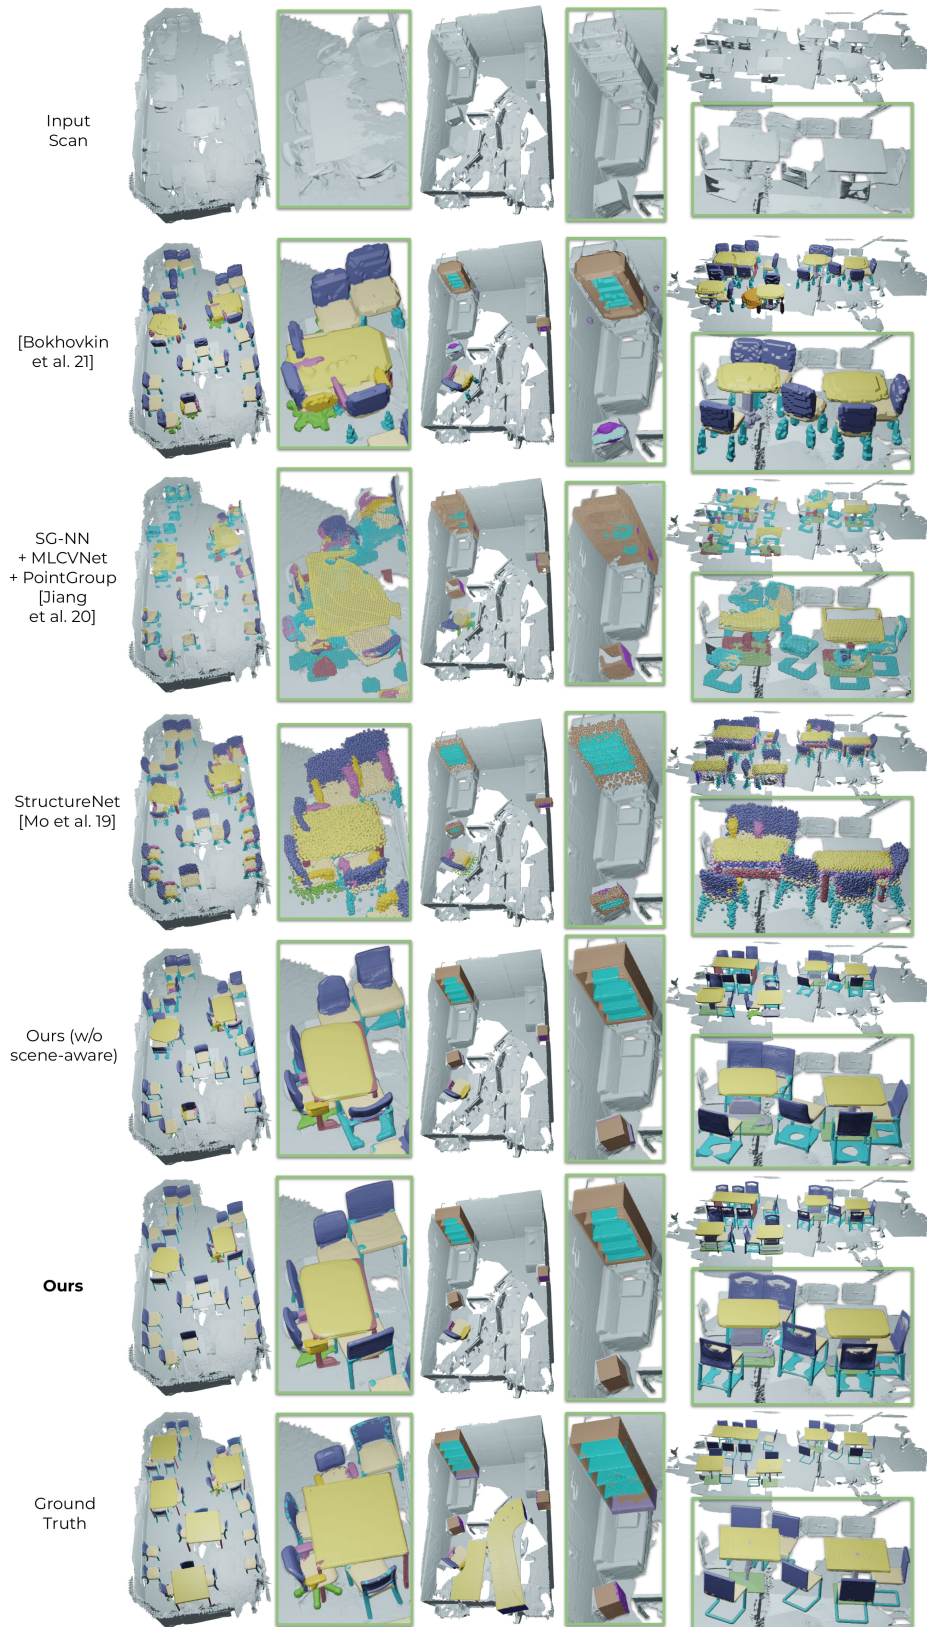 Input
Scan
[Bokhovkin
et al. 21]
SG-NN
+ MLCVNet
+ PointGroup
[Jiang
et al. 20]
StructureNet
[Mo et al. 19]
Ours (w/o
scene-aware)
Ours
Ground
Truth